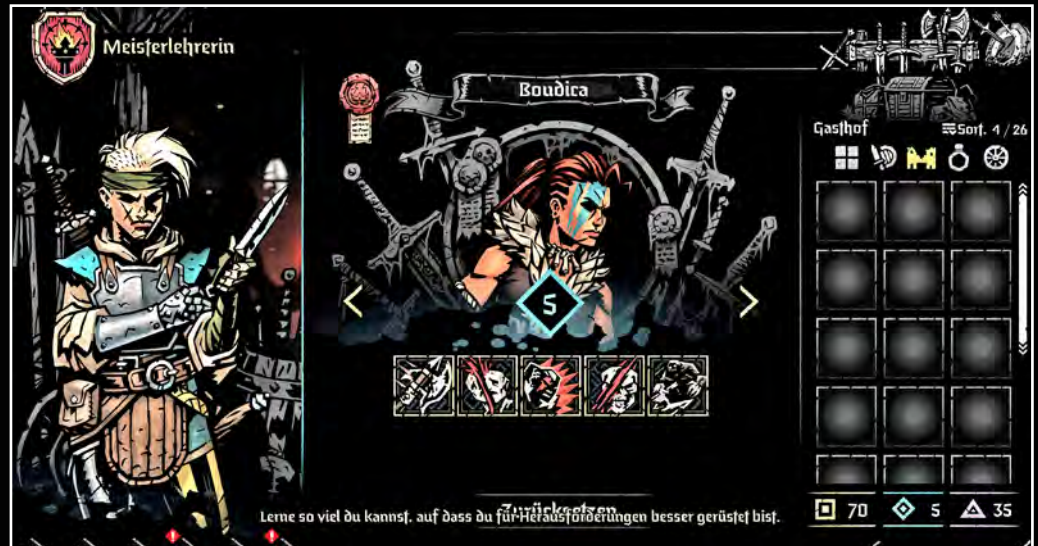 Meisterlehrerin
Boudica
Gasthof
Sort. 4 / 26
5
Zurücksetzen
Lerne so viel du kannst, auf dass du für Herausforderungen besser gerüstet bist.
70
5
35